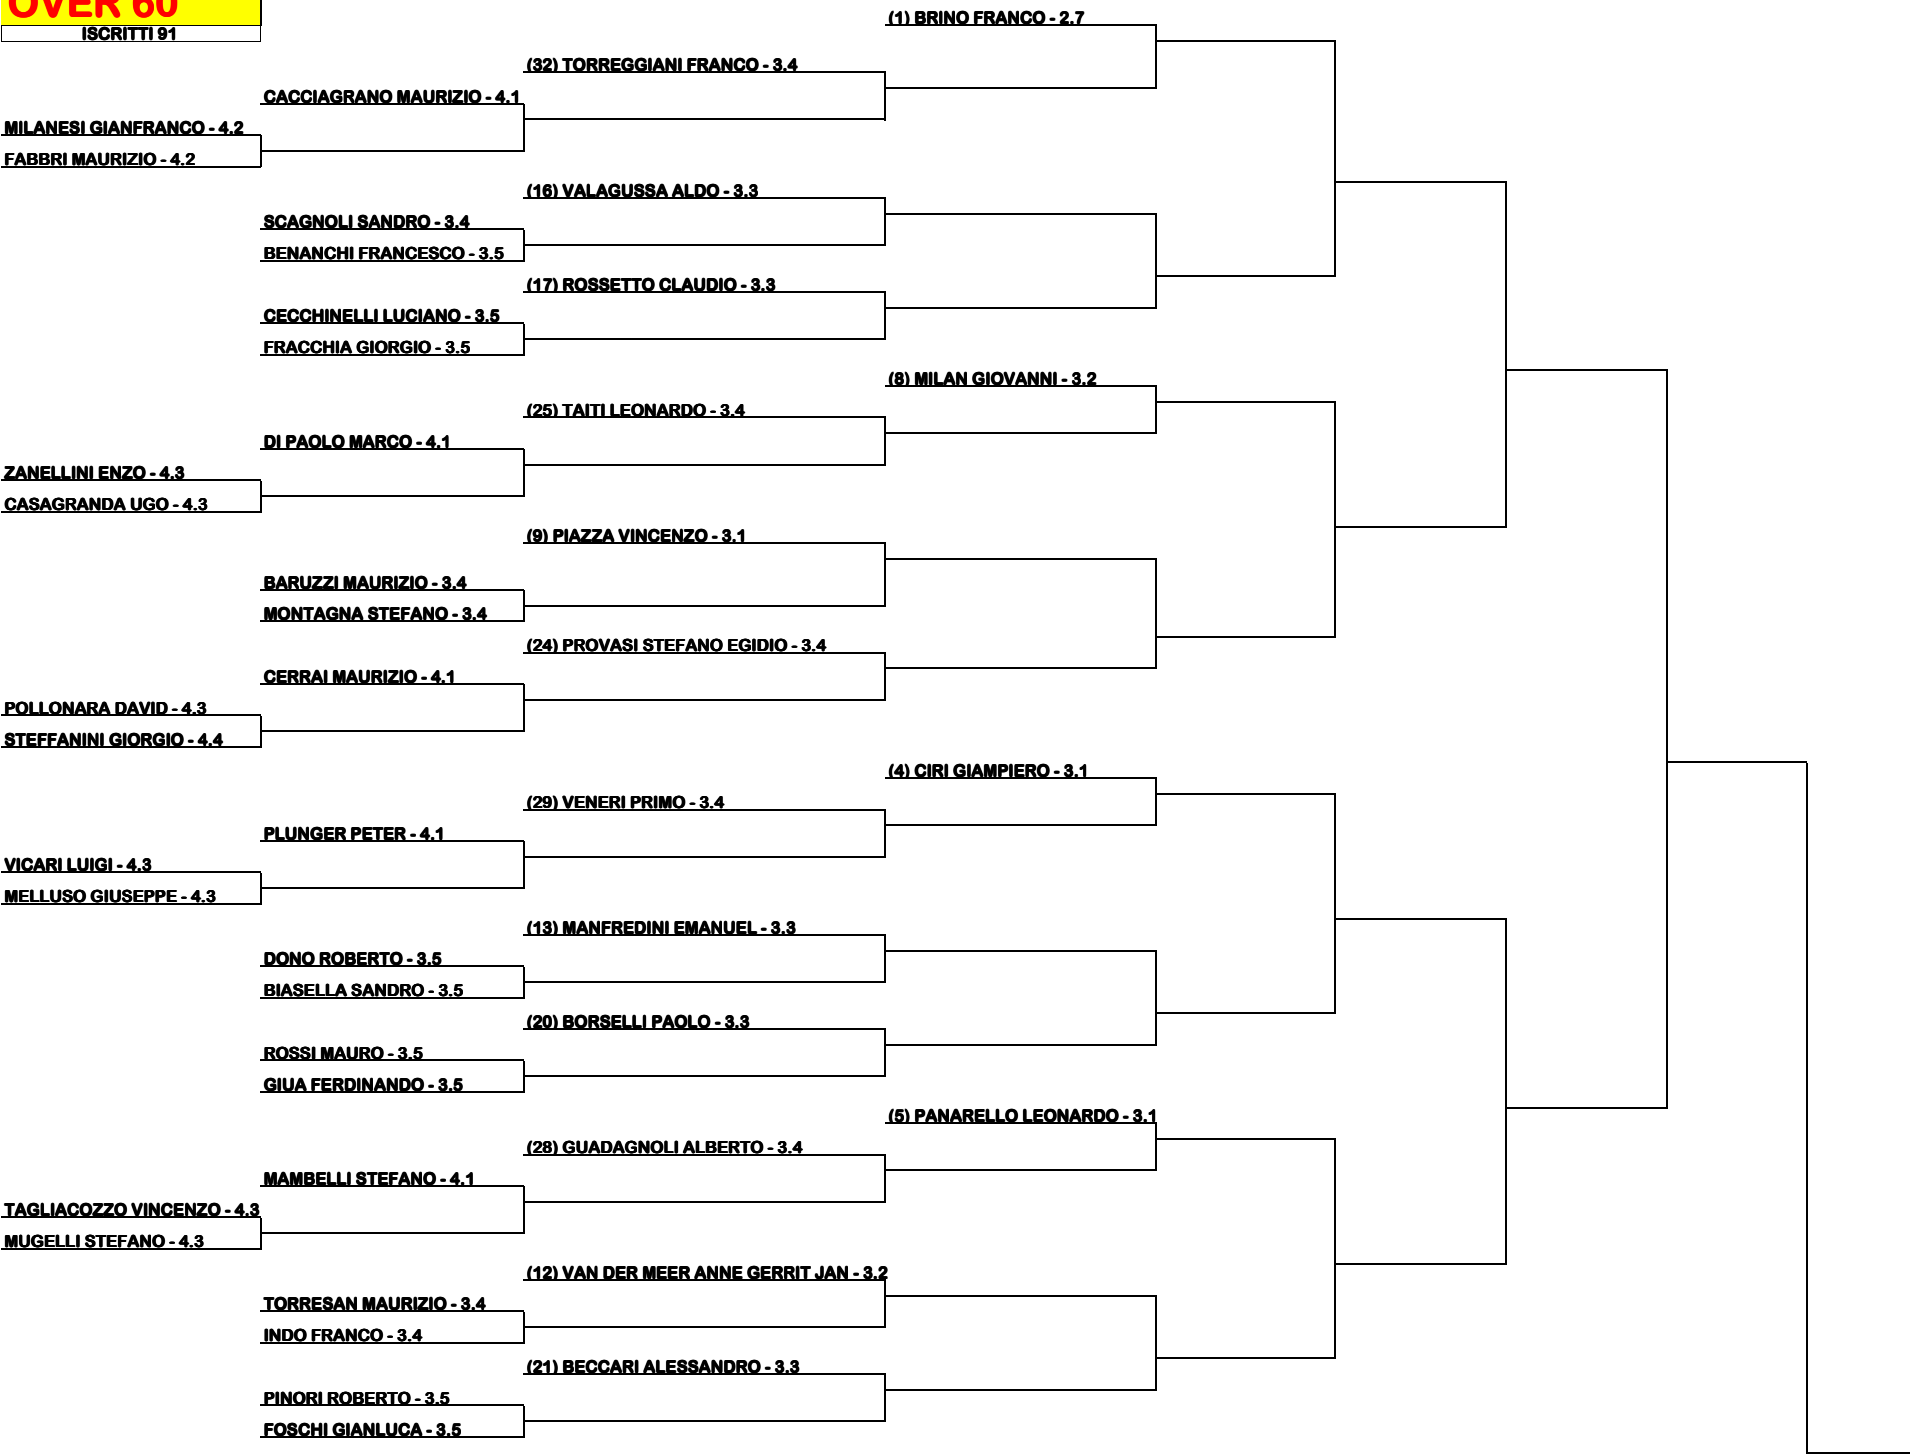 OVER 60
ISCRITTI 91
(1) BRINO FRANCO - 2.7
(32) TORREGGIANI FRANCO - 3.4
CACCIAGRANO MAURIZIO - 4.1
MILANESI GIANFRANCO - 4.2
FABBRI MAURIZIO - 4.2
(16) VALAGUSSA ALDO - 3.3
SCAGNOLI SANDRO - 3.4
BENANCHI FRANCESCO - 3.5
(17) ROSSETTO CLAUDIO - 3.3
CECCHINELLI LUCIANO - 3.5
FRACCHIA GIORGIO - 3.5
(8) MILAN GIOVANNI - 3.2
(25) TAITI LEONARDO - 3.4
DI PAOLO MARCO - 4.1
ZANELLINI ENZO - 4.3
CASAGRANDA UGO - 4.3
(9) PIAZZA VINCENZO - 3.1
BARUZZI MAURIZIO - 3.4
MONTAGNA STEFANO - 3.4
(24) PROVASI STEFANO EGIDIO - 3.4
CERRAI MAURIZIO - 4.1
POLLONARA DAVID - 4.3
STEFFANINI GIORGIO - 4.4
(4) CIRI GIAMPIERO - 3.1
(29) VENERI PRIMO - 3.4
PLUNGER PETER - 4.1
VICARI LUIGI - 4.3
MELLUSO GIUSEPPE - 4.3
(13) MANFREDINI EMANUEL - 3.3
DONO ROBERTO - 3.5
BIASELLA SANDRO - 3.5
(20) BORSELLI PAOLO - 3.3
ROSSI MAURO - 3.5
GIUA FERDINANDO - 3.5
(5) PANARELLO LEONARDO - 3.1
(28) GUADAGNOLI ALBERTO - 3.4
MAMBELLI STEFANO - 4.1
TAGLIACOZZO VINCENZO - 4.3
MUGELLI STEFANO - 4.3
(12) VAN DER MEER ANNE GERRIT JAN - 3.2
TORRESAN MAURIZIO - 3.4
INDO FRANCO - 3.4
(21) BECCARI ALESSANDRO - 3.3
PINORI ROBERTO - 3.5
FOSCHI GIANLUCA - 3.5